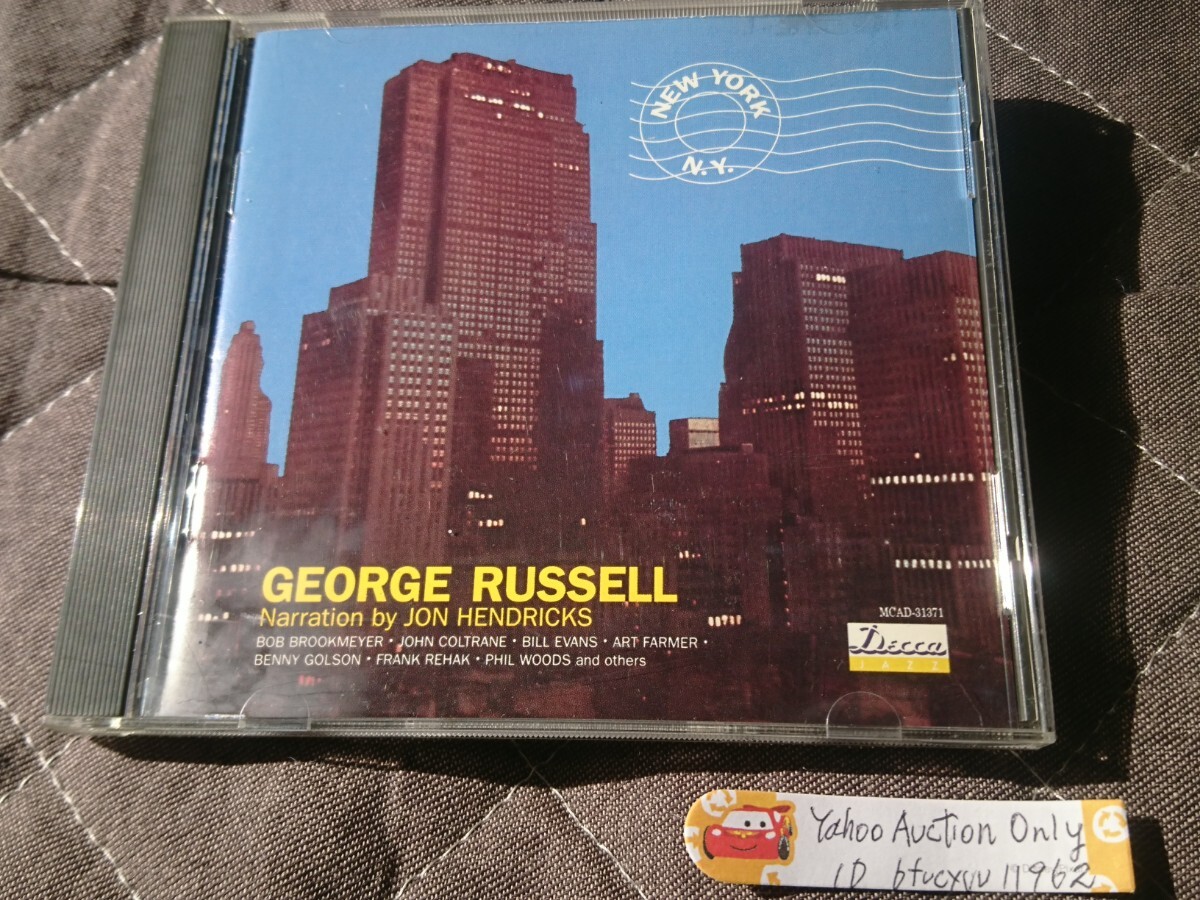 NEW YORK
N.Y.
GEORGE RUSSELL
Narration by JON HENDRICKS
BOB BROOKMEYER • JOHN COLTRANE • BILL EVANS • ART FARMER •
BENNY GOLSON • FRANK REHAK • PHIL WOODS and others
MCAD-31371
Decca
JAZZ
Yahoo Auction Only
ID 11962